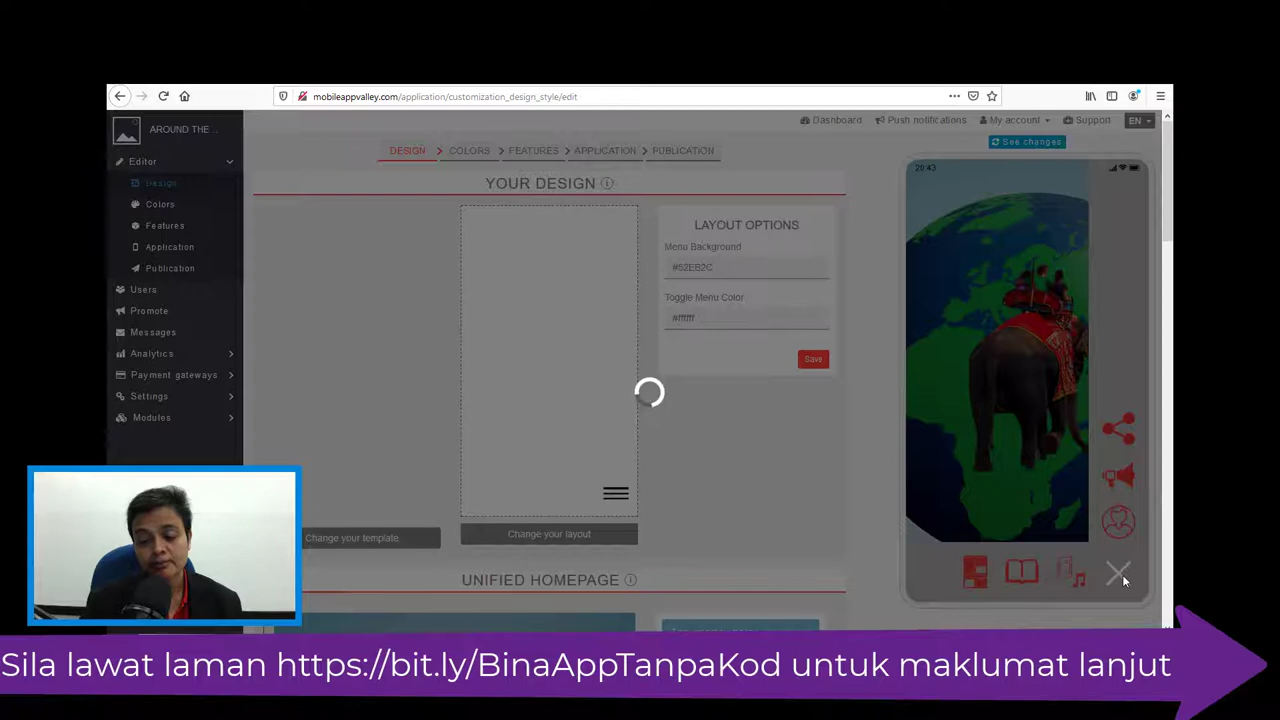 mobileappvalley.com/application/customization_design_style/edit
AROUND THE ..
Dashboard
Push notifications
My account
Support
EN
Editor
Design
Colors
Features
Application
Publication
Users
Promote
Messages
Analytics
Payment gateways
Settings
Modules
DESIGN
COLORS
FEATURES
APPLICATION
PUBLICATION
YOUR DESIGN
LAYOUT OPTIONS
Menu Background
#52EB2C
Toggle Menu Color
#ffffff
Save
Change your template
Change your layout
UNIFIED HOMEPAGE
See changes
20:43
Sila lawat laman https://bit.ly/BinaAppTanpaKod untuk maklumat lanjut